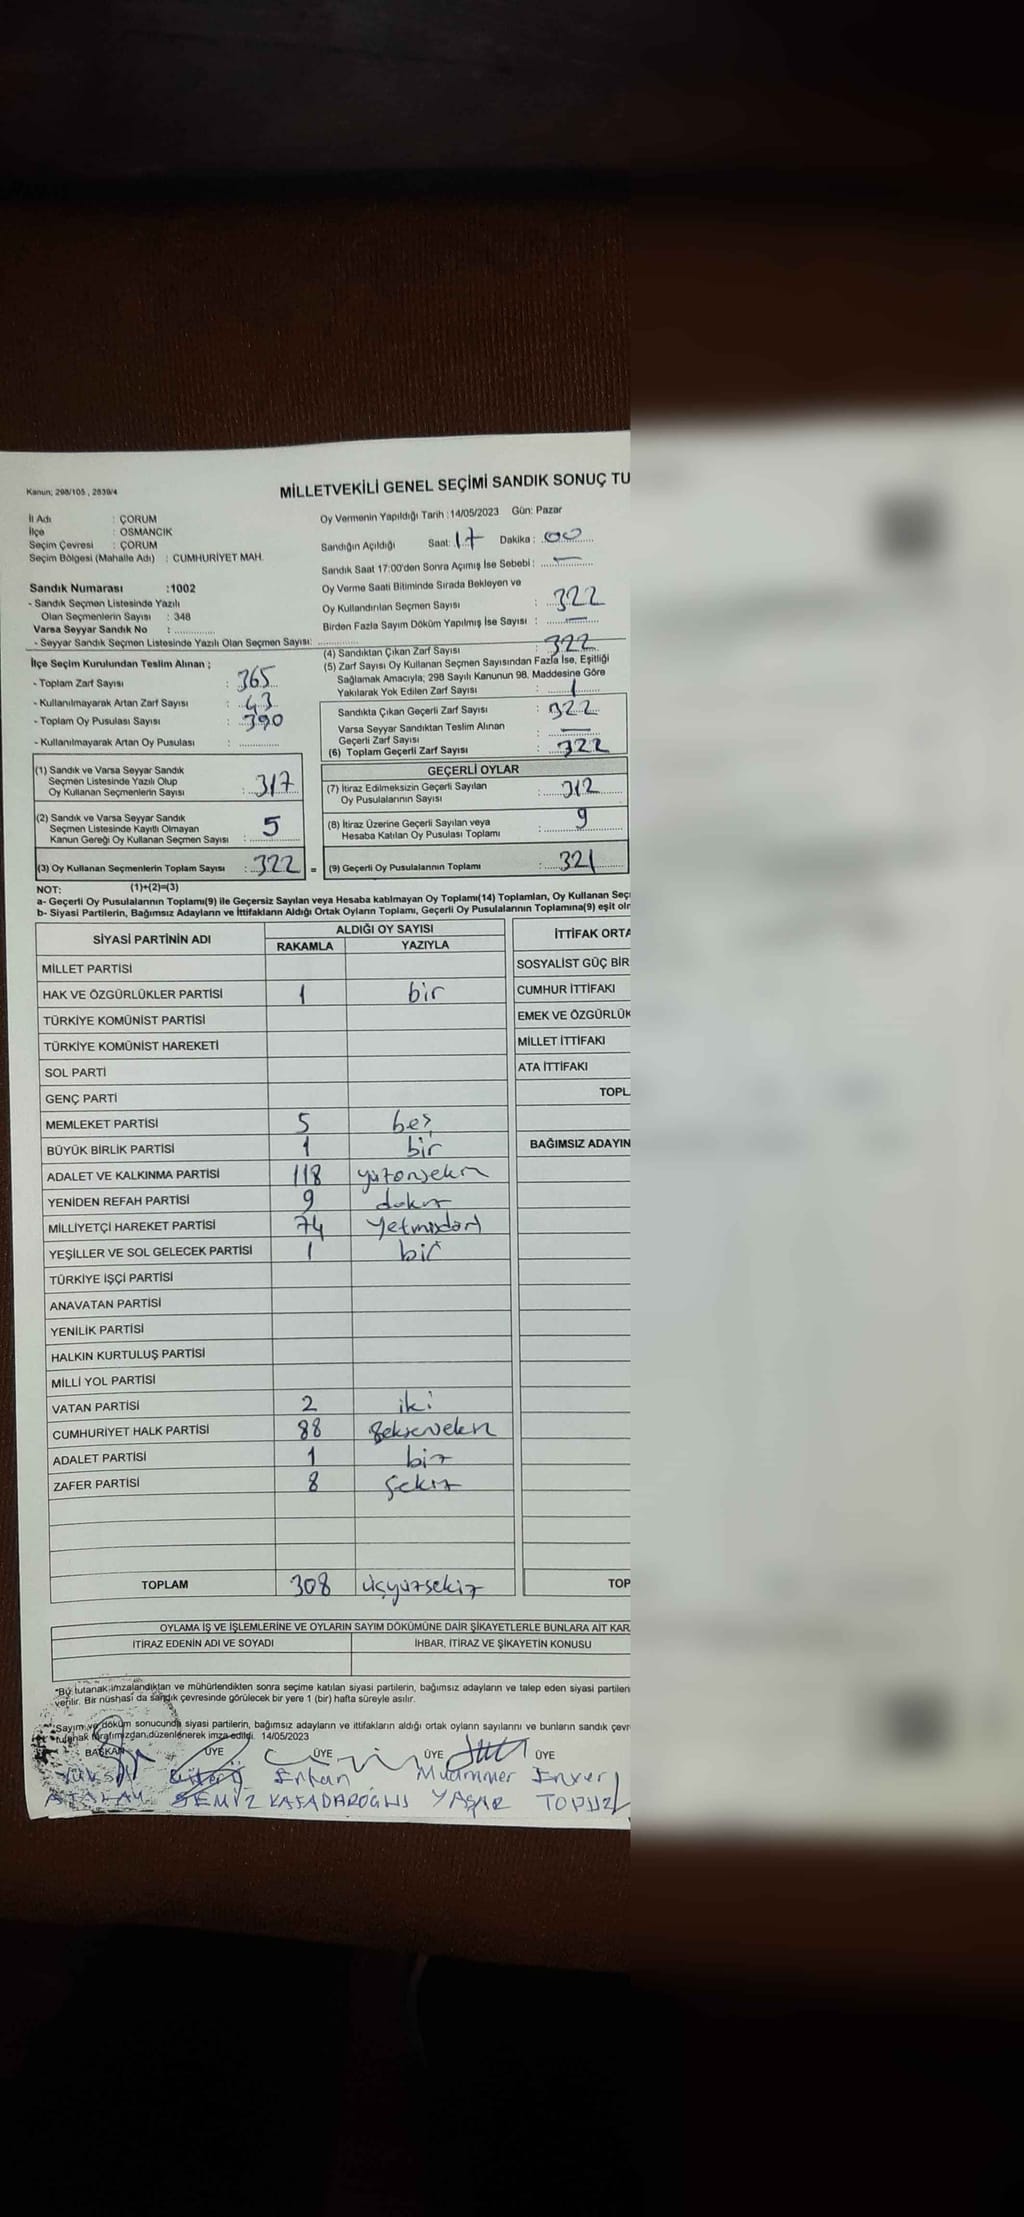 Kanun; 298/105 , 2839/4
MİLLETVEKİLİ GENEL SEÇİMİ SANDIK SONUÇ TU
İl Adı : ÇORUM
İlçe : OSMANCIK
Seçim Çevresi : ÇORUM
Seçim Bölgesi (Mahalle Adı) : CUMHURİYET MAH.
Oy Vermenin Yapıldığı Tarih :14/05/2023 Gün: Pazar
Sandığın Açıldığı Saat: 17 Dakika : 00
Sandık Saat 17:00'den Sonra Açımış İse Sebebi : —
Sandık Numarası :1002
- Sandık Seçmen Listesinde Yazılı
Olan Seçmenlerin Sayısı : 348
Varsa Seyyar Sandık No : ..............
- Seyyar Sandık Seçmen Listesinde Yazılı Olan Seçmen Sayısı: ..............
Oy Verme Saati Bitiminde Sırada Bekleyen ve
Oy Kullandırılan Seçmen Sayısı : 322
Birden Fazla Sayım Döküm Yapılmış İse Sayısı : —
İlçe Seçim Kurulundan Teslim Alınan ;
- Toplam Zarf Sayısı : 365
- Kullanılmayarak Artan Zarf Sayısı : 43
- Toplam Oy Pusulası Sayısı : 390
- Kullanılmayarak Artan Oy Pusulası : ..............
(4) Sandıktan Çıkan Zarf Sayısı : 322
(5) Zarf Sayısı Oy Kullanan Seçmen Sayısından Fazla İse, Eşitliği
Sağlamak Amacıyla; 298 Sayılı Kanunun 98. Maddesine Göre
Yakılarak Yok Edilen Zarf Sayısı :
Sandıkta Çıkan Geçerli Zarf Sayısı : 322
Varsa Seyyar Sandıktan Teslim Alınan
Geçerli Zarf Sayısı : —
(6) Toplam Geçerli Zarf Sayısı : 322
(1) Sandık ve Varsa Seyyar Sandık
Seçmen Listesinde Yazılı Olup
Oy Kullanan Seçmenlerin Sayısı : 317
(2) Sandık ve Varsa Seyyar Sandık
Seçmen Listesinde Kayıtlı Olmayan
Kanun Gereği Oy Kullanan Seçmen Sayısı : 5
(3) Oy Kullanan Seçmenlerin Toplam Sayısı : 322 =
GEÇERLİ OYLAR
(7) İtiraz Edilmeksizin Geçerli Sayılan
Oy Pusulalarının Sayısı : 312
(8) İtiraz Üzerine Geçerli Sayılan veya
Hesaba Katılan Oy Pusulası Toplamı : 9
(9) Geçerli Oy Pusulalarının Toplamı : 321
NOT: (1)+(2)=(3)
a- Geçerli Oy Pusulalarının Toplamı(9) ile Geçersiz Sayılan veya Hesaba katılmayan Oy Toplamı(14) Toplamları, Oy Kullanan Seç
b- Siyasi Partilerin, Bağımsız Adayların ve İttifakların Aldığı Ortak Oyların Toplamı, Geçerli Oy Pusulalarının Toplamına(9) eşit olr
SİYASİ PARTİNİN ADI ALDIĞI OY SAYISI
RAKAMLA YAZIYLA
MİLLET PARTİSİ
HAK VE ÖZGÜRLÜKLER PARTİSİ 1 bir
TÜRKİYE KOMÜNİST PARTİSİ
TÜRKİYE KOMÜNİST HAREKETİ
SOL PARTİ
GENÇ PARTİ
MEMLEKET PARTİSİ 5 beş
BÜYÜK BİRLİK PARTİSİ 1 bir
ADALET VE KALKINMA PARTİSİ 118
YENİDEN REFAH PARTİSİ 9
MİLLİYETÇİ HAREKET PARTİSİ 74
YEŞİLLER VE SOL GELECEK PARTİSİ 1 bir
TÜRKİYE İŞÇİ PARTİSİ
ANAVATAN PARTİSİ
YENİLİK PARTİSİ
HALKIN KURTULUŞ PARTİSİ
MİLLİ YOL PARTİSİ
VATAN PARTİSİ 2 iki
CUMHURİYET HALK PARTİSİ 88
ADALET PARTİSİ 1 bir
ZAFER PARTİSİ 8 sekiz
TOPLAM 308 üçyüzsekiz
İTTİFAK ORTA
SOSYALİST GÜÇ BİR
CUMHUR İTTİFAKI
EMEK VE ÖZGÜRLÜK
MİLLET İTTİFAKI
ATA İTTİFAKI
TOPL
BAĞIMSIZ ADAYIN
TOP
OYLAMA İŞ VE İŞLEMLERİNE VE OYLARIN SAYIM DÖKÜMÜNE DAİR ŞİKAYETLERLE BUNLARA AİT KAR
İTİRAZ EDENİN ADI VE SOYADI İHBAR, İTİRAZ VE ŞİKAYETİN KONUSU
*Bu tutanak imzalandıktan ve mühürlendikten sonra seçime katılan siyasi partilerin, bağımsız adayların ve talep eden siyasi partilen
verilir. Bir nüshası da sandık çevresinde görülecek bir yere 1 (bir) hafta süreyle asılır.
*Sayım ve döküm sonucunda siyasi partilerin, bağımsız adayların ve ittifakların aldığı ortak oyların sayılarını ve bunların sandık çevr
tutanak tarafımızdan düzenlenerek imza edildi. 14/05/2023
BAŞKAN ÜYE ÜYE ÜYE ÜYE
Erhan Muammer Enver
SEMİZ YAŞAR TOPUZ